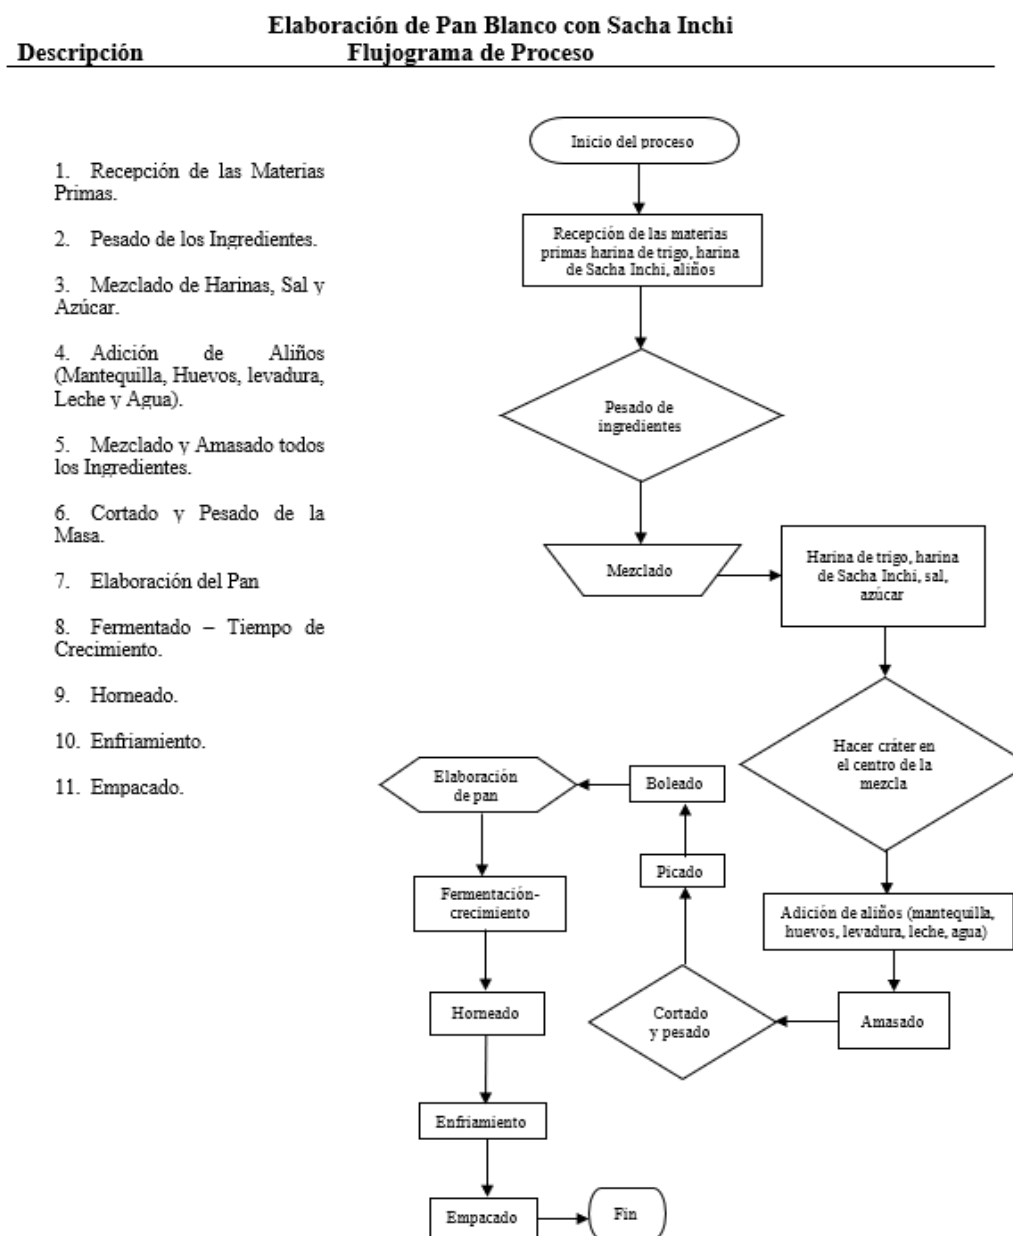 Elaboración de Pan Blanco con Sacha Inchi
Descripción Flujograma de Proceso
1. Recepción de las Materias
Primas.
2. Pesado de los Ingredientes.
3. Mezclado de Harinas, Sal y
Azúcar.
4. Adición de Aliños
(Mantequilla, Huevos, levadura,
Leche y Agua).
5. Mezclado y Amasado todos
los Ingredientes.
6. Cortado y Pesado de la
Masa.
7. Elaboración del Pan
8. Fermentado – Tiempo de
Crecimiento.
9. Horneado.
10. Enfriamiento.
11. Empacado.
Inicio del proceso
Recepción de las materias
primas harina de trigo, harina
de Sacha Inchi, aliños
Pesado de
ingredientes
Mezclado
Harina de trigo, harina
de Sacha Inchi, sal,
azúcar
Hacer cráter en
el centro de la
mezcla
Adición de aliños (mantequilla,
huevos, levadura, leche, agua)
Amasado
Cortado
y pesado
Picado
Boleado
Elaboración
de pan
Fermentación-
crecimiento
Horneado
Enfriamiento
Empacado
Fin